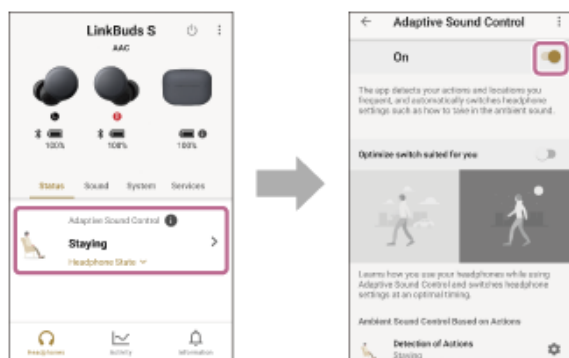 LinkBuds S
AAC
100%
100%
100%
Status Sound System Services
Adaptive Sound Control
Staying
Headphone State
Headphones Activity Information
Adaptive Sound Control
On
The app detects your actions and locations you
frequent, and automatically switches headphone
settings such as how to take in the ambient sound.
Optimize switch suited for you
Learns how you use your headphones while using
Adaptive Sound Control and switches headphone
settings at an optimal timing.
Ambient Sound Control Based on Actions
Detection of Actions
Staying